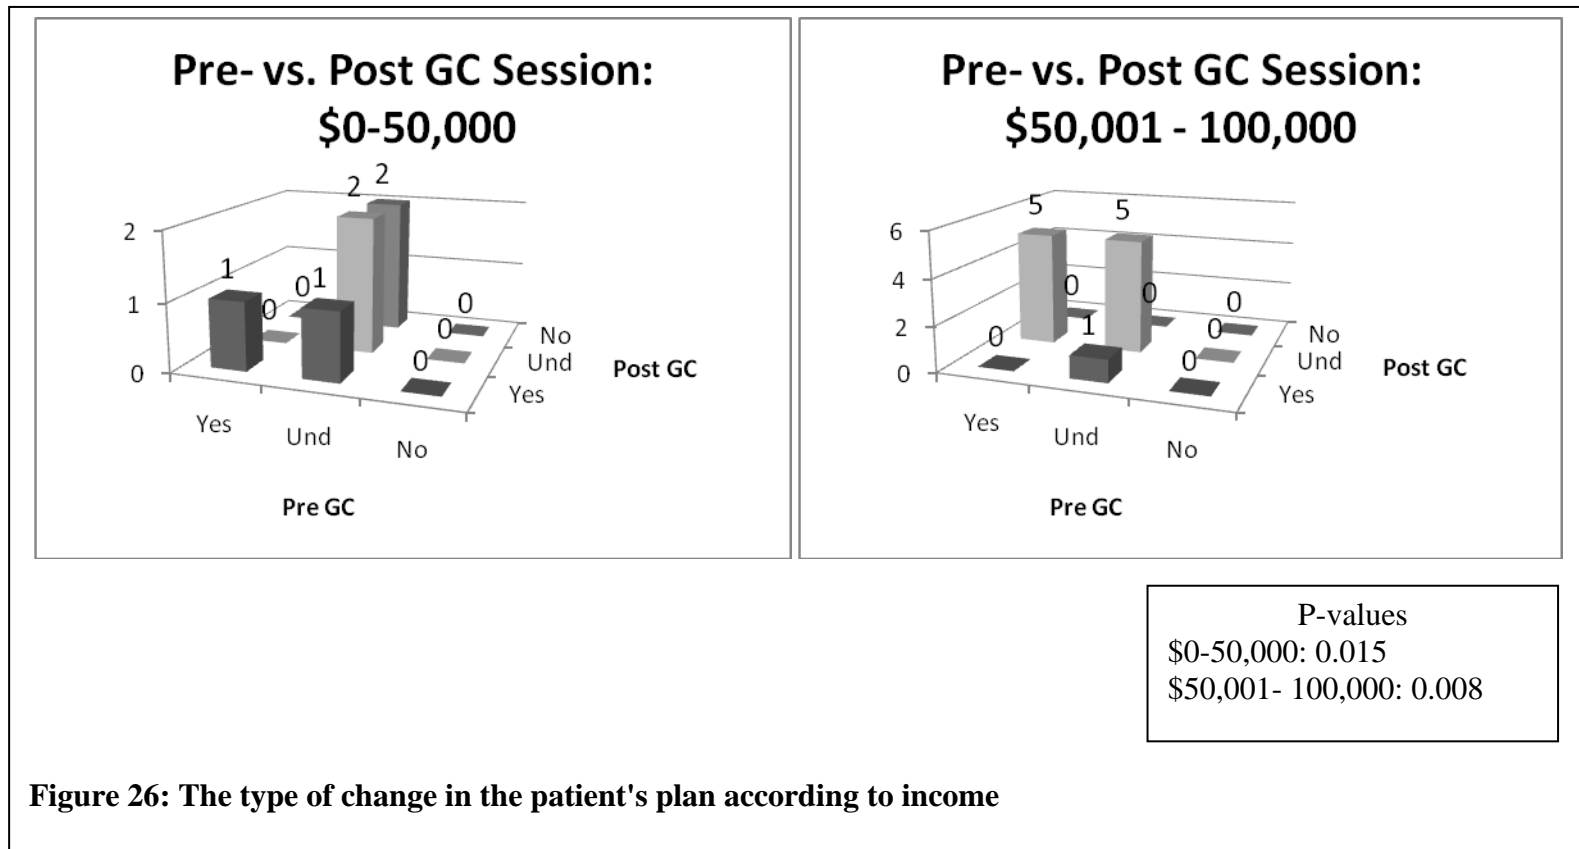 Pre- vs. Post GC Session:
$0-50,000
2 2
2
1
1
0
0
1
0
0
0
0
No
Und
Yes
Post GC
Yes
Und
No
Pre GC
Pre- vs. Post GC Session:
$50,001 - 100,000
5
5
6
4
2
0
0
0
0
1
0
0
0
No
Und
Yes
Post GC
Yes
Und
No
Pre GC
P-values
$0-50,000: 0.015
$50,001- 100,000: 0.008
Figure 26: The type of change in the patient's plan according to income